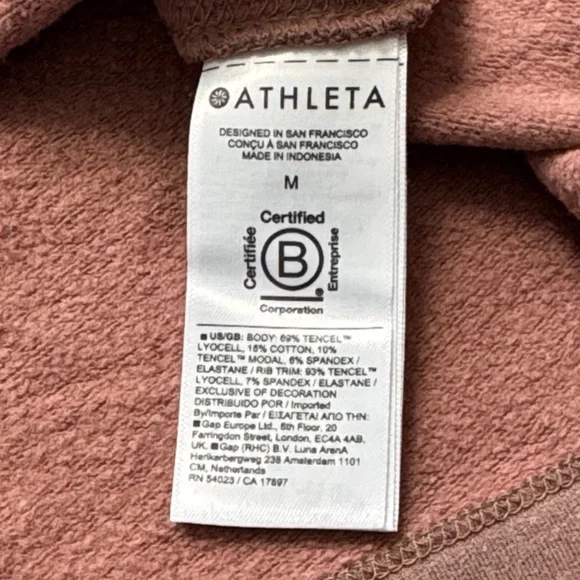 ATHLETA
DESIGNED IN SAN FRANCISCO
CONÇU À SAN FRANCISCO
MADE IN INDONESIA
M
Certified
Certifiée
B
Entreprise
®
Corporation
US/GB: BODY: 69% TENCEL™
LYOCELL, 15% COTTON, 10%
TENCEL™ MODAL, 6% SPANDEX /
ELASTANE / RIB TRIM: 93% TENCEL™
LYOCELL, 7% SPANDEX / ELASTANE /
EXCLUSIVE OF DECORATION
DISTRIBUIDO POR / Imported
By/Importe Par / ΕΙΣΑΓΕΤΑΙ ΑΠΟ ΤΗΝ:
Gap Europe Ltd., 5th Floor, 20
Farringdon Street, London, EC4A 4AB,
UK. Gap (RHC) B.V. Luna ArenA
Herikerbergweg 238 Amsterdam 1101
CM, Netherlands
RN 54023 / CA 17897